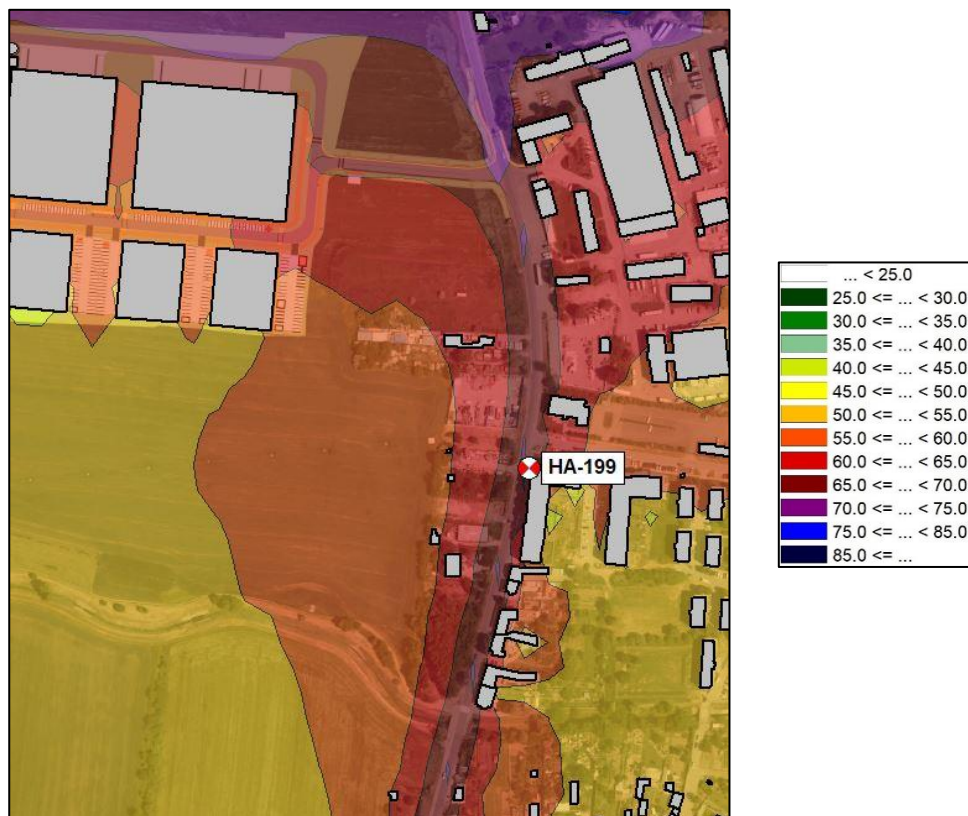 HA-199
... < 25.0
25.0 <= ... < 30.0
30.0 <= ... < 35.0
35.0 <= ... < 40.0
40.0 <= ... < 45.0
45.0 <= ... < 50.0
50.0 <= ... < 55.0
55.0 <= ... < 60.0
60.0 <= ... < 65.0
65.0 <= ... < 70.0
70.0 <= ... < 75.0
75.0 <= ... < 85.0
85.0 <= ...